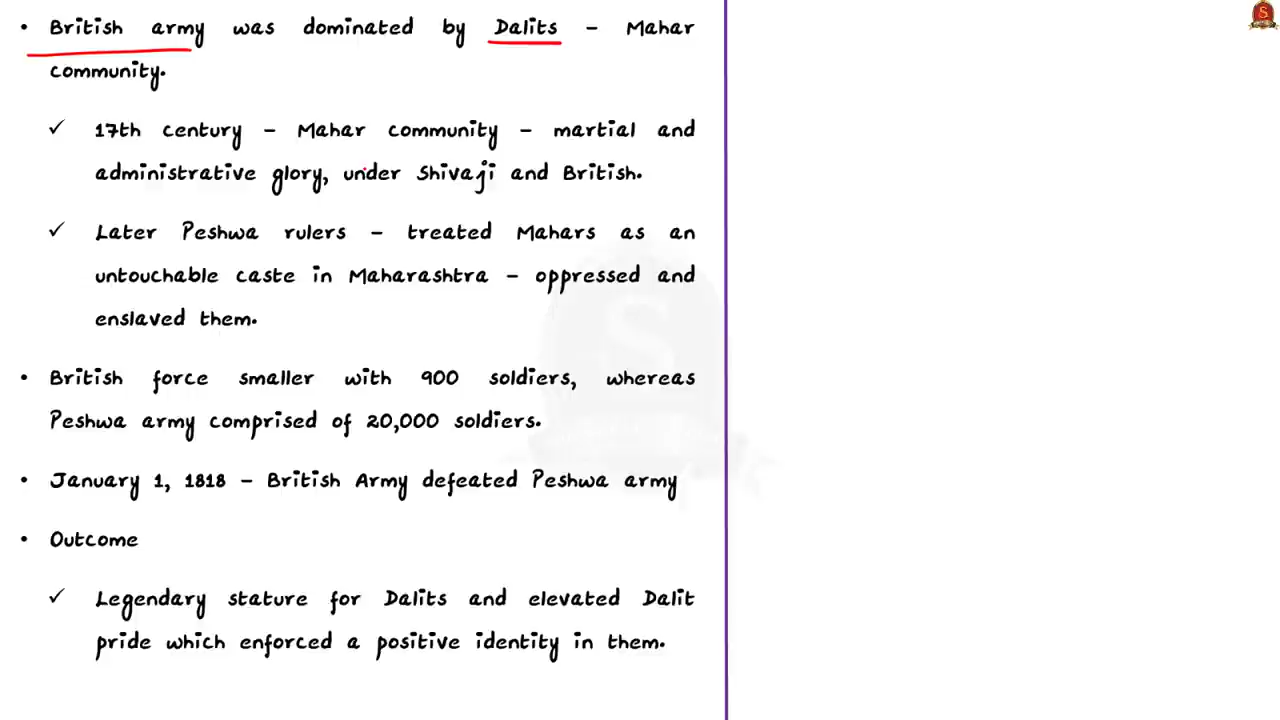 • British army was dominated by Dalits – Mahar
community.
✓ 17th century – Mahar community – martial and
administrative glory, under Shivaji and British.
✓ Later Peshwa rulers – treated Mahars as an
untouchable caste in Maharashtra – oppressed and
enslaved them.
• British force smaller with 900 soldiers, whereas
Peshwa army comprised of 20,000 soldiers.
• January 1, 1818 – British Army defeated Peshwa army
• Outcome
✓ Legendary stature for Dalits and elevated Dalit
pride which enforced a positive identity in them.